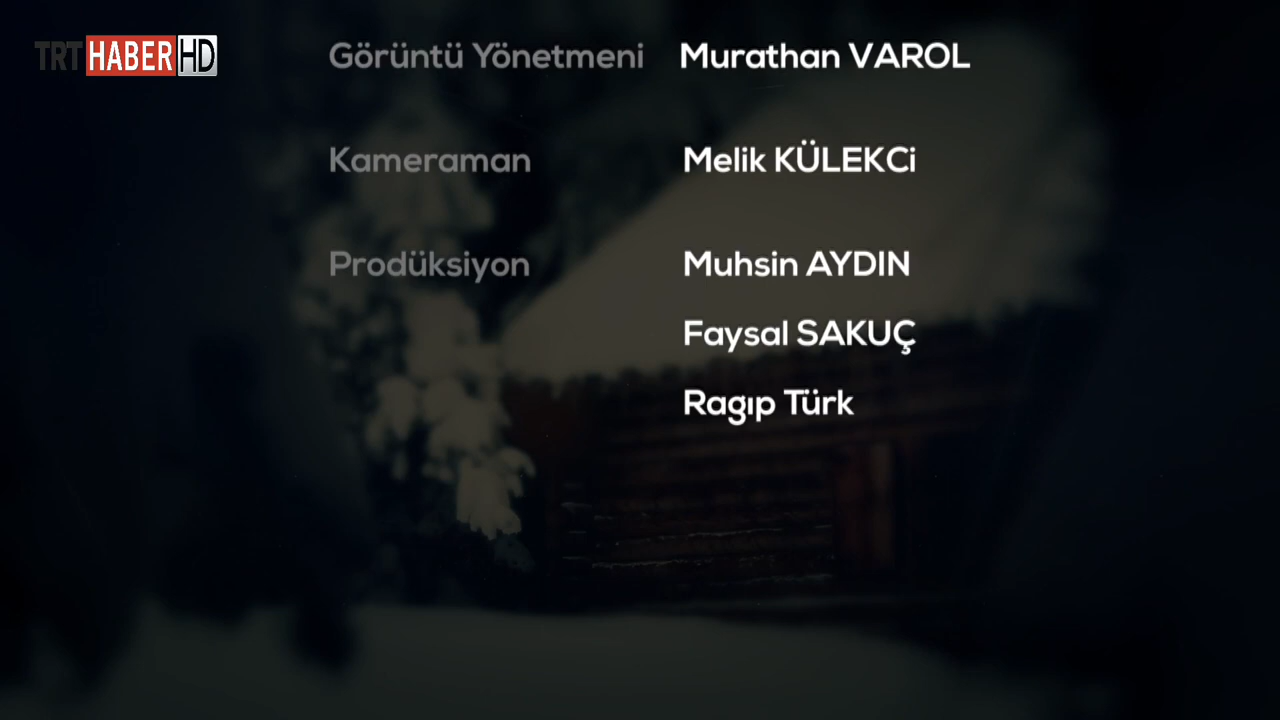 TRT HABER HD
Görüntü Yönetmeni Murathan VAROL
Kameraman Melik KÜLEKCi
Prodüksiyon Muhsin AYDIN
Faysal SAKUÇ
Ragıp Türk